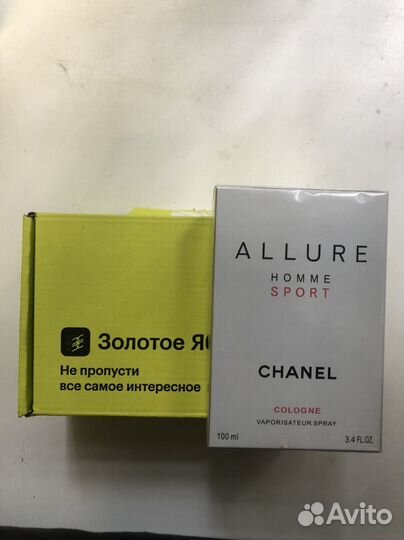 Золотое Яб
Не пропусти
все самое интересное
ALLURE
HOMME
SPORT
CHANEL
COLOGNE
VAPORISATEUR SPRAY
100 ml 3.4 FL.OZ.
Avito